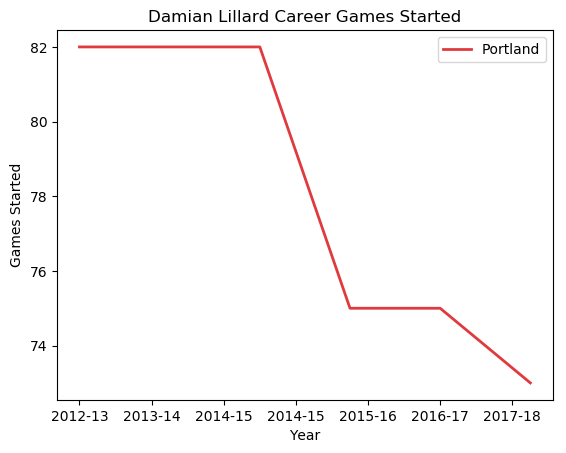 Damian Lillard Career Games Started
Portland
82
80
78
76
74
Games Started
2012-13 2013-14 2014-15 2014-15 2015-16 2016-17 2017-18
Year